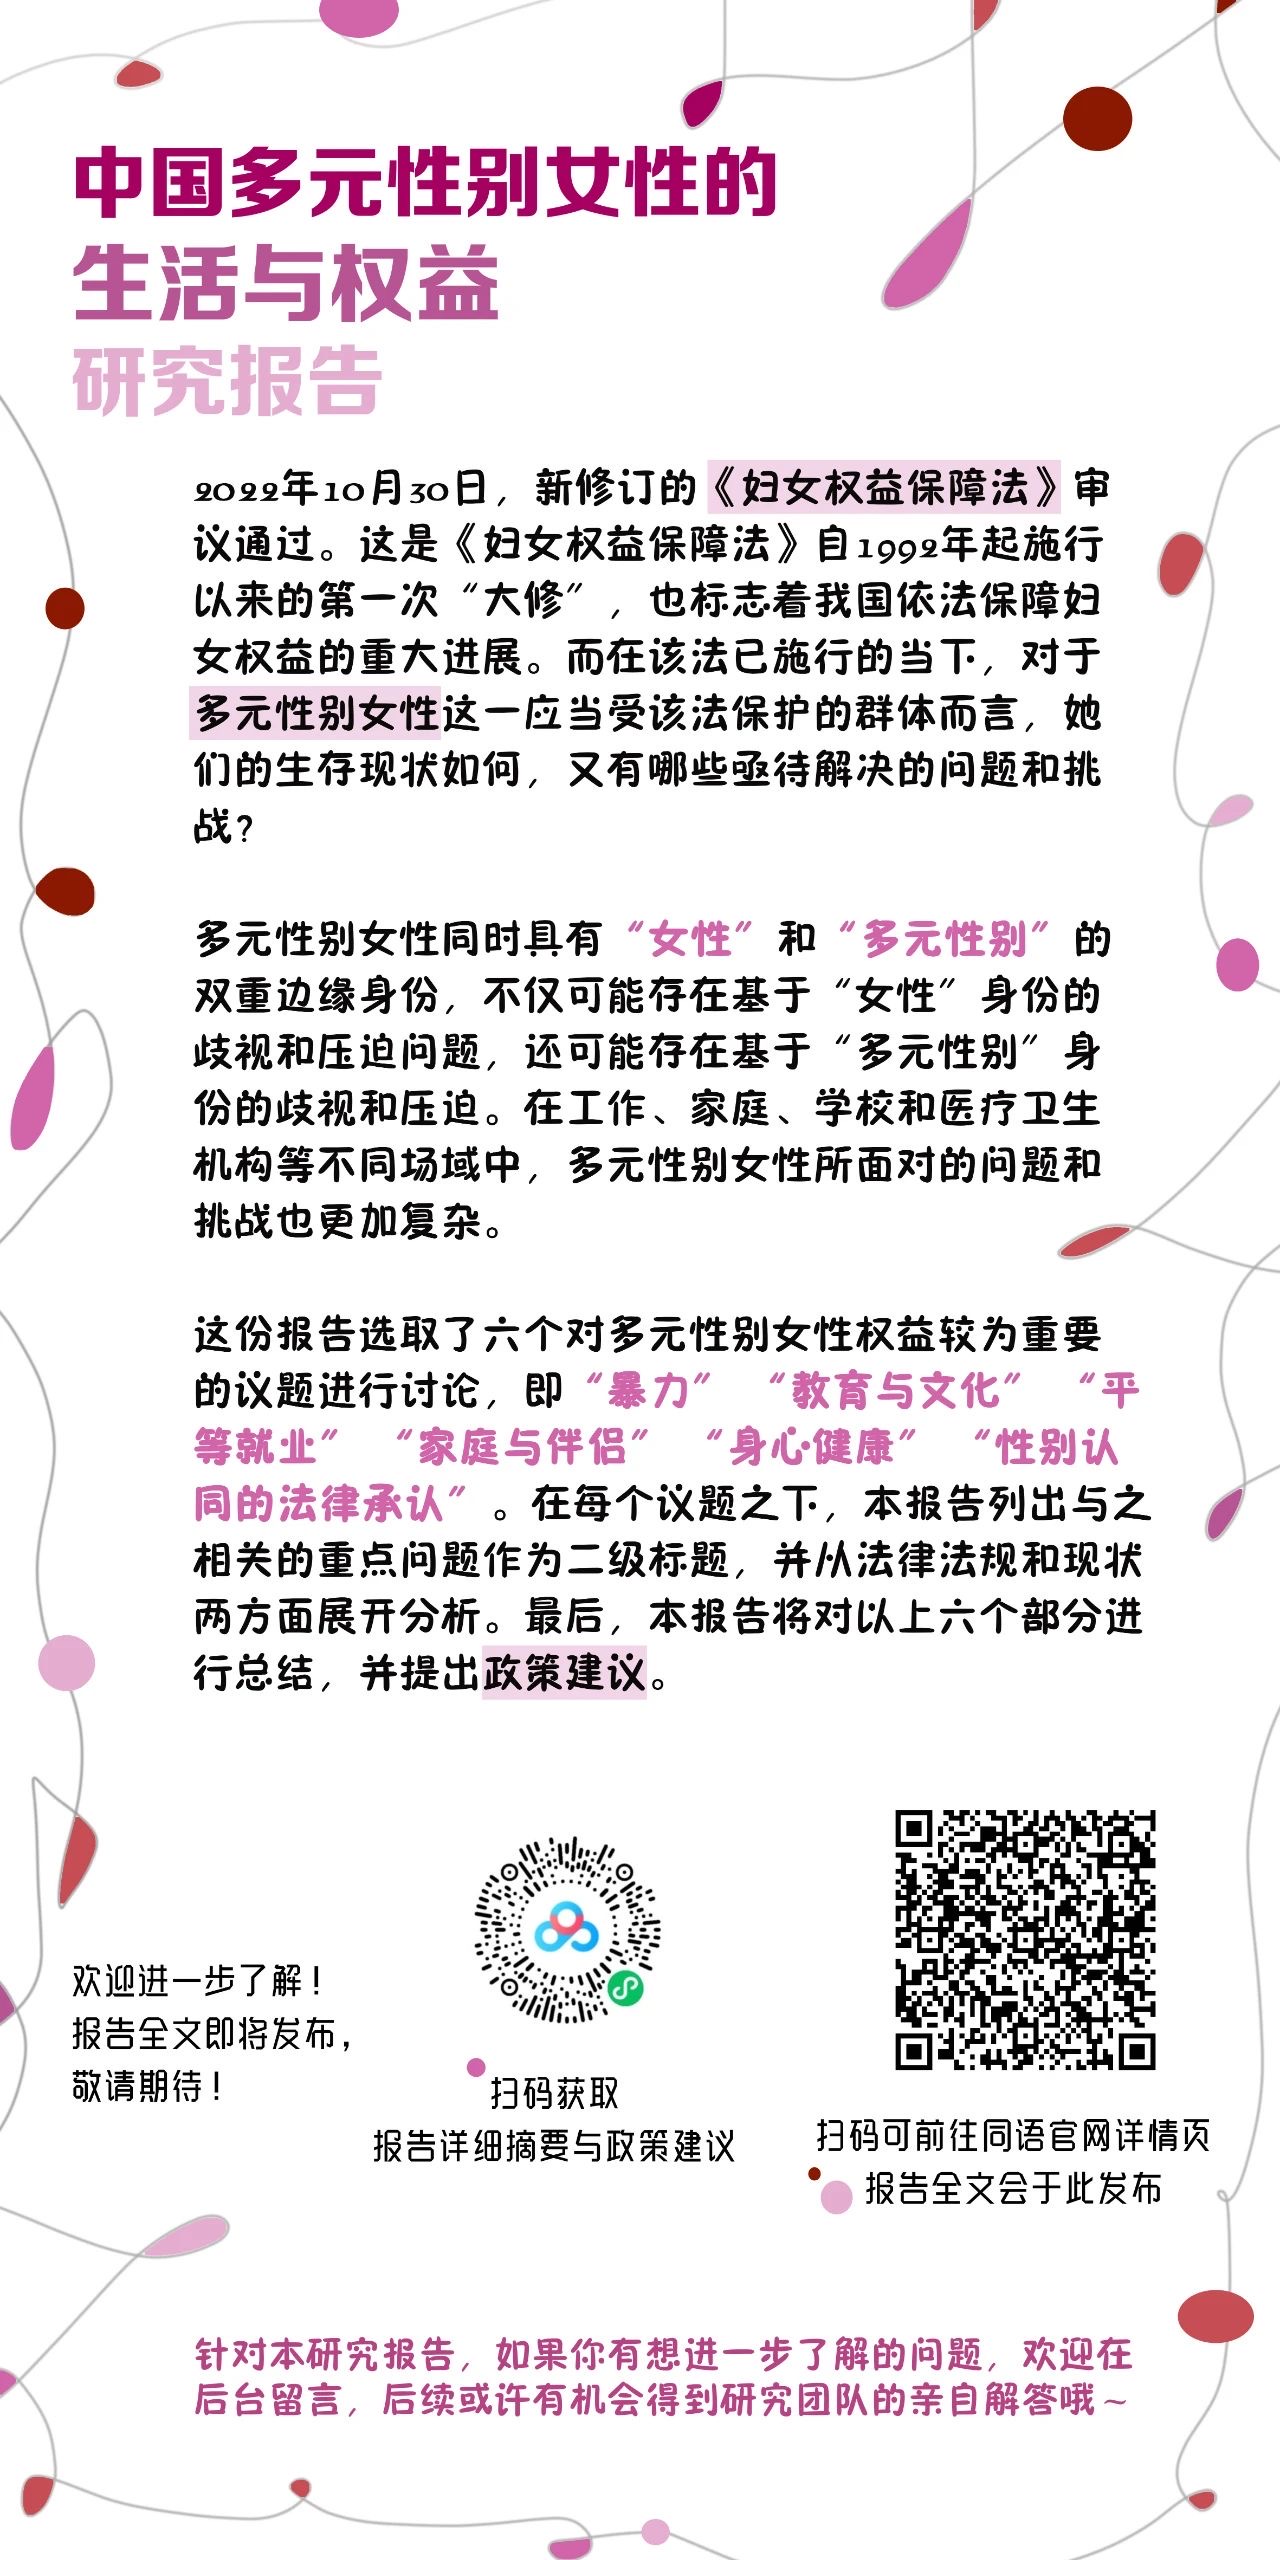 中国多元性别女性的
生活与权益
研究报告
2022年10月30日，新修订的《妇女权益保障法》审
议通过。这是《妇女权益保障法》自1992年起施行
以来的第一次“大修”，也标志着我国依法保障妇
女权益的重大进展。而在该法已施行的当下，对于
多元性别女性这一应当受该法保护的群体而言，她
们的生存现状如何，又有哪些亟待解决的问题和挑
战？
多元性别女性同时具有“女性”和“多元性别”的
双重边缘身份，不仅可能存在基于“女性”身份的
歧视和压迫问题，还可能存在基于“多元性别”身
份的歧视和压迫。在工作、家庭、学校和医疗卫生
机构等不同场域中，多元性别女性所面对的问题和
挑战也更加复杂。
这份报告选取了六个对多元性别女性权益较为重要
的议题进行讨论，即“暴力”“教育与文化”“平
等就业”“家庭与伴侣”“身心健康”“性别认
同的法律承认”。在每个议题之下，本报告列出与之
相关的重点问题作为二级标题，并从法律法规和现状
两方面展开分析。最后，本报告将对以上六个部分进
行总结，并提出政策建议。
欢迎进一步了解！
报告全文即将发布，
敬请期待！
扫码获取
报告详细摘要与政策建议
扫码可前往同语官网详情页
报告全文会于此发布
针对本研究报告，如果你有想进一步了解的问题，欢迎在
后台留言，后续或许有机会得到研究团队的亲自解答哦~